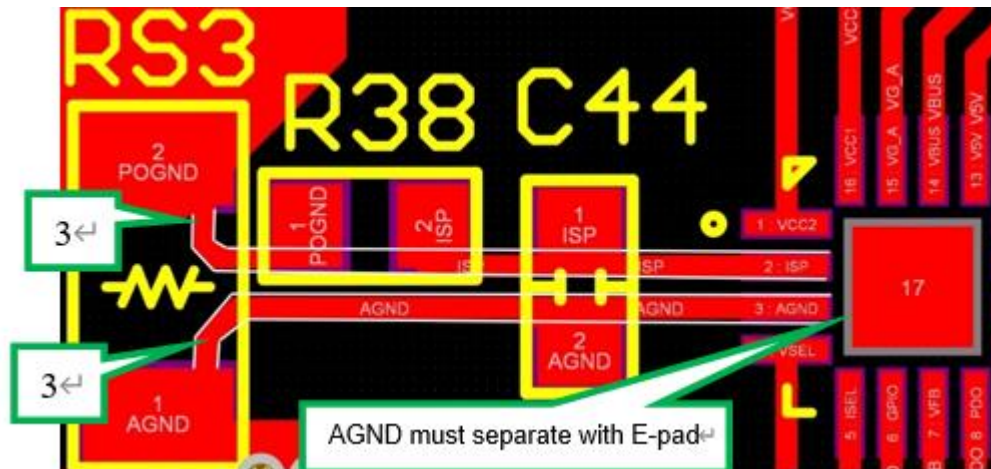 RS3
R38 C44
2
POGND
1
POGND
2
ISP
1
ISP
2
AGND
1
AGND
3↵
3↵
ISP
AGND
AGND
1 : VCC2
2 : ISP
3 : AGND
VSEL
17
VCC
VG_A
VBUS
V5V
16 : VCC1
15 : VG_A
14 : VBUS
13 : V5V
5 : ISEL
6 : GPIO
7 : VFB
8 : PDO
AGND must separate with E-pad↵